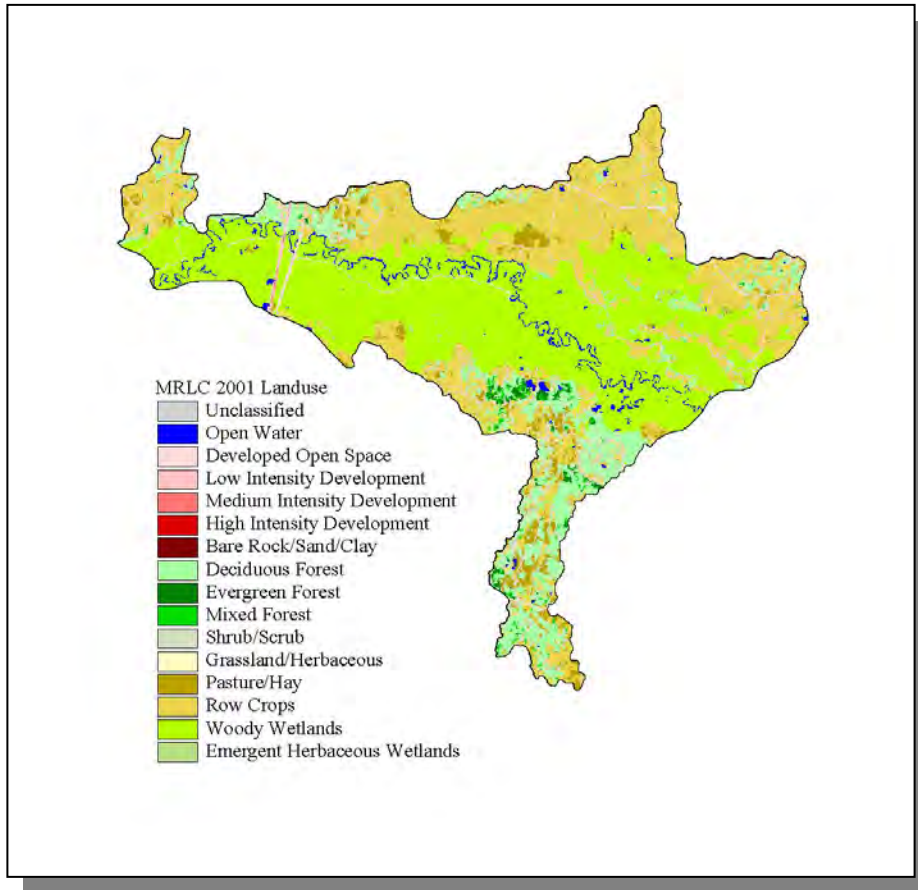 MRLC 2001 Landuse
Unclassified
Open Water
Developed Open Space
Low Intensity Development
Medium Intensity Development
High Intensity Development
Bare Rock/Sand/Clay
Deciduous Forest
Evergreen Forest
Mixed Forest
Shrub/Scrub
Grassland/Herbaceous
Pasture/Hay
Row Crops
Woody Wetlands
Emergent Herbaceous Wetlands